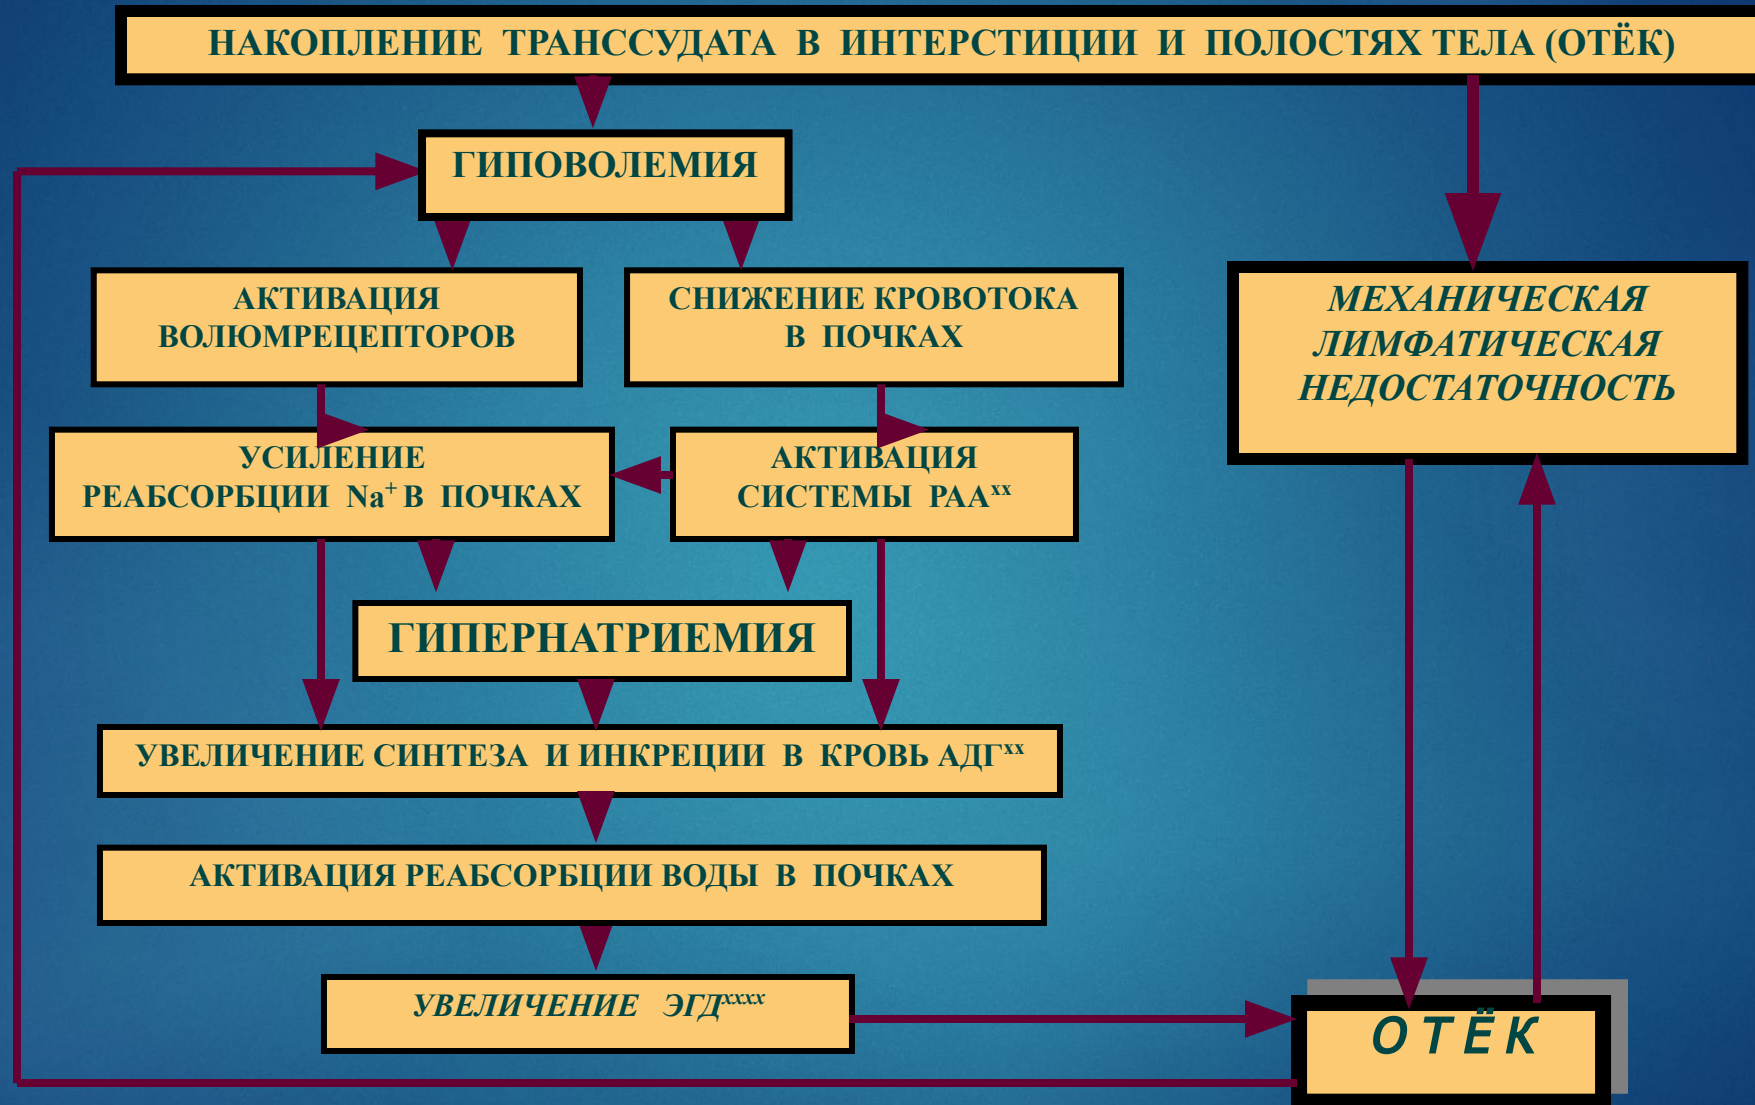 НАКОПЛЕНИЕ ТРАНССУДАТА В ИНТЕРСТИЦИИ И ПОЛОСТЯХ ТЕЛА (ОТЁК)
ГИПОВОЛЕМИЯ
АКТИВАЦИЯ
ВОЛЮМРЕЦЕПТОРОВ
СНИЖЕНИЕ КРОВОТОКА
В ПОЧКАХ
МЕХАНИЧЕСКАЯ
ЛИМФАТИЧЕСКАЯ
НЕДОСТАТОЧНОСТЬ
УСИЛЕНИЕ
РЕАБСОРБЦИИ Na⁺ В ПОЧКАХ
АКТИВАЦИЯ
СИСТЕМЫ РААˣˣ
ГИПЕРНАТРИЕМИЯ
УВЕЛИЧЕНИЕ СИНТЕЗА И ИНКРЕЦИИ В КРОВЬ АДГˣˣ
АКТИВАЦИЯ РЕАБСОРБЦИИ ВОДЫ В ПОЧКАХ
УВЕЛИЧЕНИЕ ЭГДˣˣˣˣ
ОТЁК